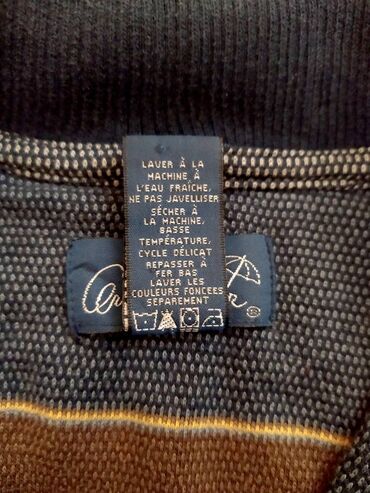 LAVER À LA
MACHINE À
L'EAU FRAÎCHE,
NE PAS JAVELLISER
SÉCHER À
LA MACHINE,
BASSE
TEMPÉRATURE,
CYCLE DÉLICAT
REPASSER À
FER BAS
LAVER LES
COULEURS FONCÉES
SÉPARÉMENT